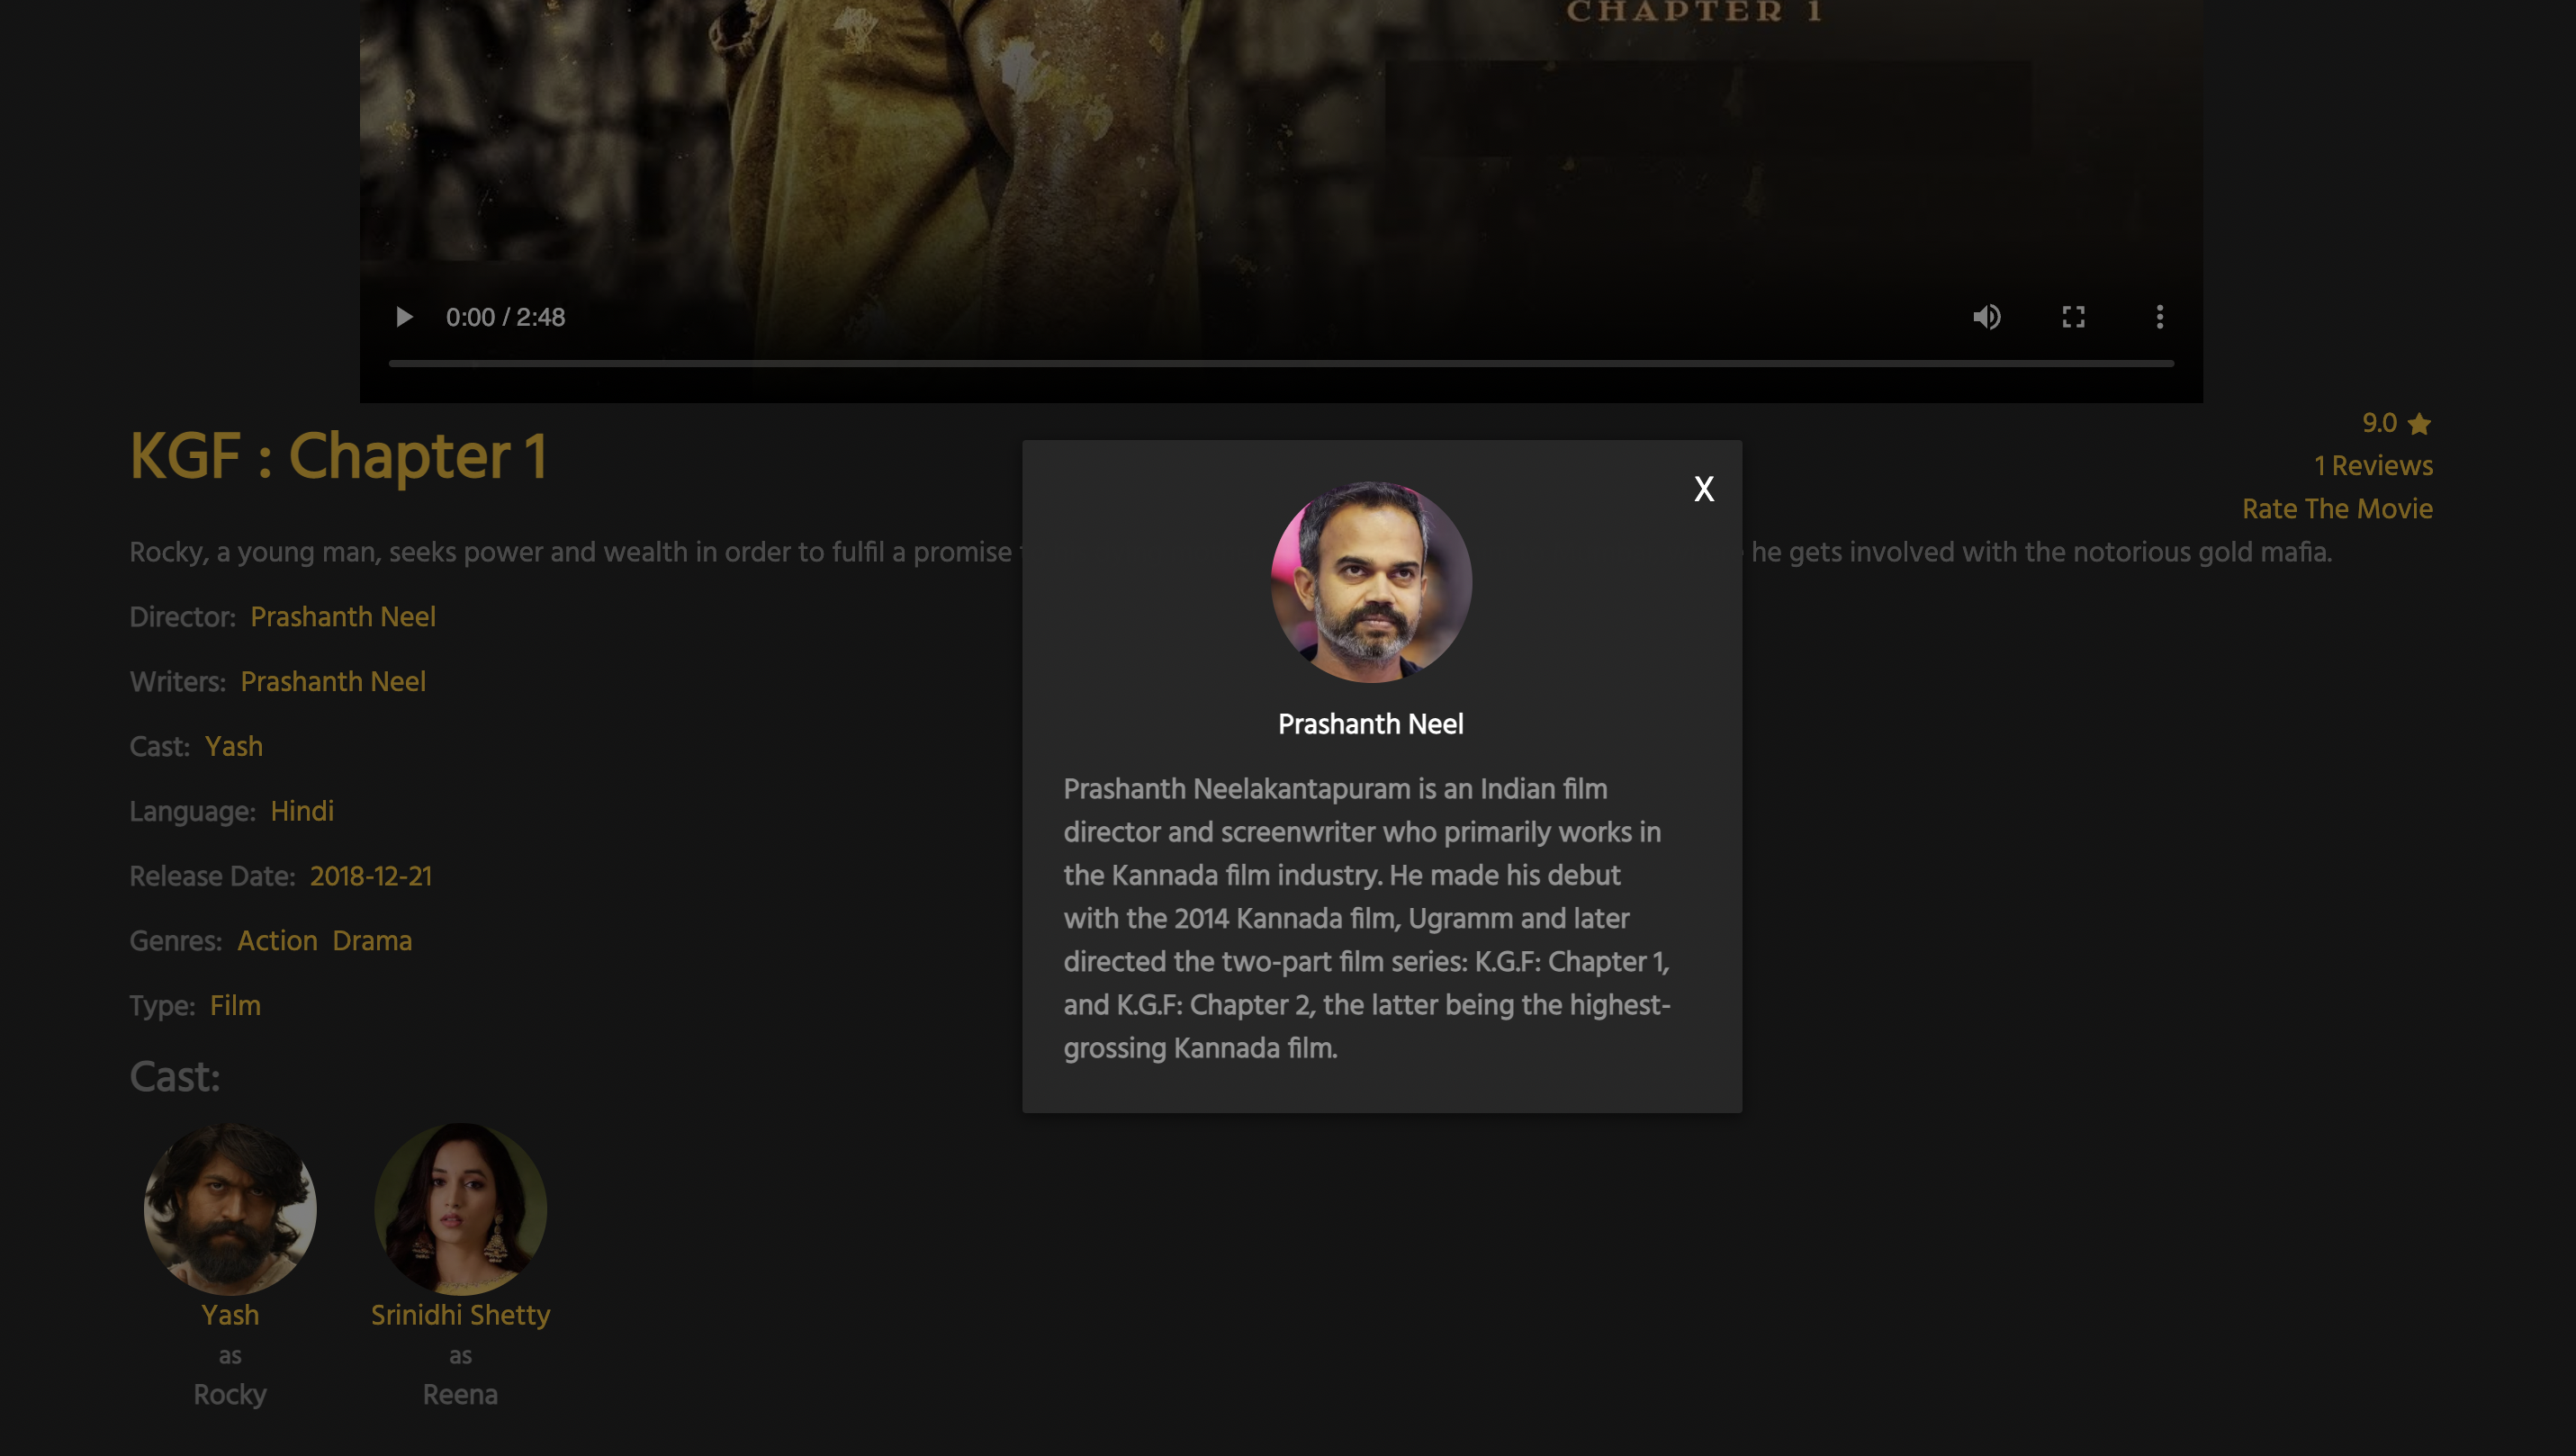 CHAPTER 1
0:00 / 2:48
KGF : Chapter 1
9.0
1 Reviews
Rate The Movie
Rocky, a young man, seeks power and wealth in order to fulfil a promise
he gets involved with the notorious gold mafia.
Director: Prashanth Neel
Writers: Prashanth Neel
Cast: Yash
Language: Hindi
Release Date: 2018-12-21
Genres: Action Drama
Type: Film
Cast:
Yash
as
Rocky
Srinidhi Shetty
as
Reena
X
Prashanth Neel
Prashanth Neelakantapuram is an Indian film
director and screenwriter who primarily works in
the Kannada film industry. He made his debut
with the 2014 Kannada film, Ugramm and later
directed the two-part film series: K.G.F: Chapter 1,
and K.G.F: Chapter 2, the latter being the highest-
grossing Kannada film.